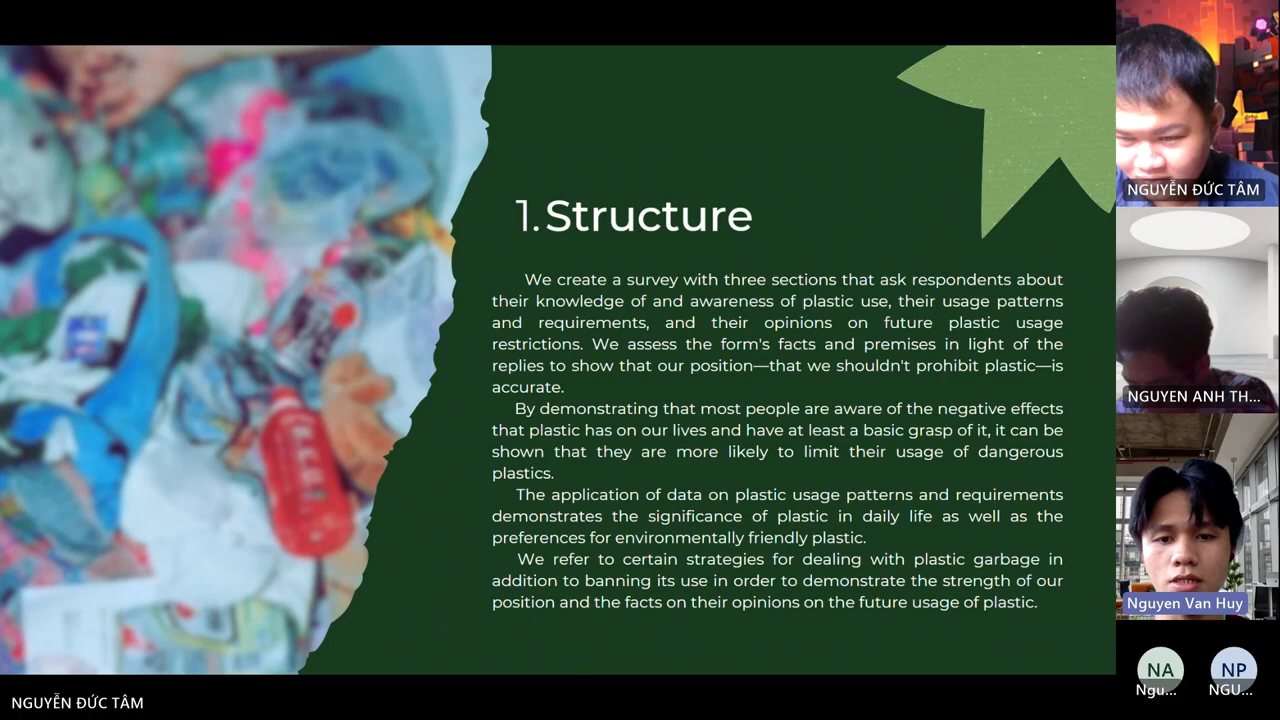 1. Structure
We create a survey with three sections that ask respondents about
their knowledge of and awareness of plastic use, their usage patterns
and requirements, and their opinions on future plastic usage
restrictions. We assess the form's facts and premises in light of the
replies to show that our position—that we shouldn't prohibit plastic—is
accurate.
By demonstrating that most people are aware of the negative effects
that plastic has on our lives and have at least a basic grasp of it, it can be
shown that they are more likely to limit their usage of dangerous
plastics.
The application of data on plastic usage patterns and requirements
demonstrates the significance of plastic in daily life as well as the
preferences for environmentally friendly plastic.
We refer to certain strategies for dealing with plastic garbage in
addition to banning its use in order to demonstrate the strength of our
position and the facts on their opinions on the future usage of plastic.
NGUYỄN ĐỨC TÂM
NGUYEN ANH TH...
Nguyen Van Huy
NA
Ngu...
NP
NGU...
NGUYỄN ĐỨC TÂM